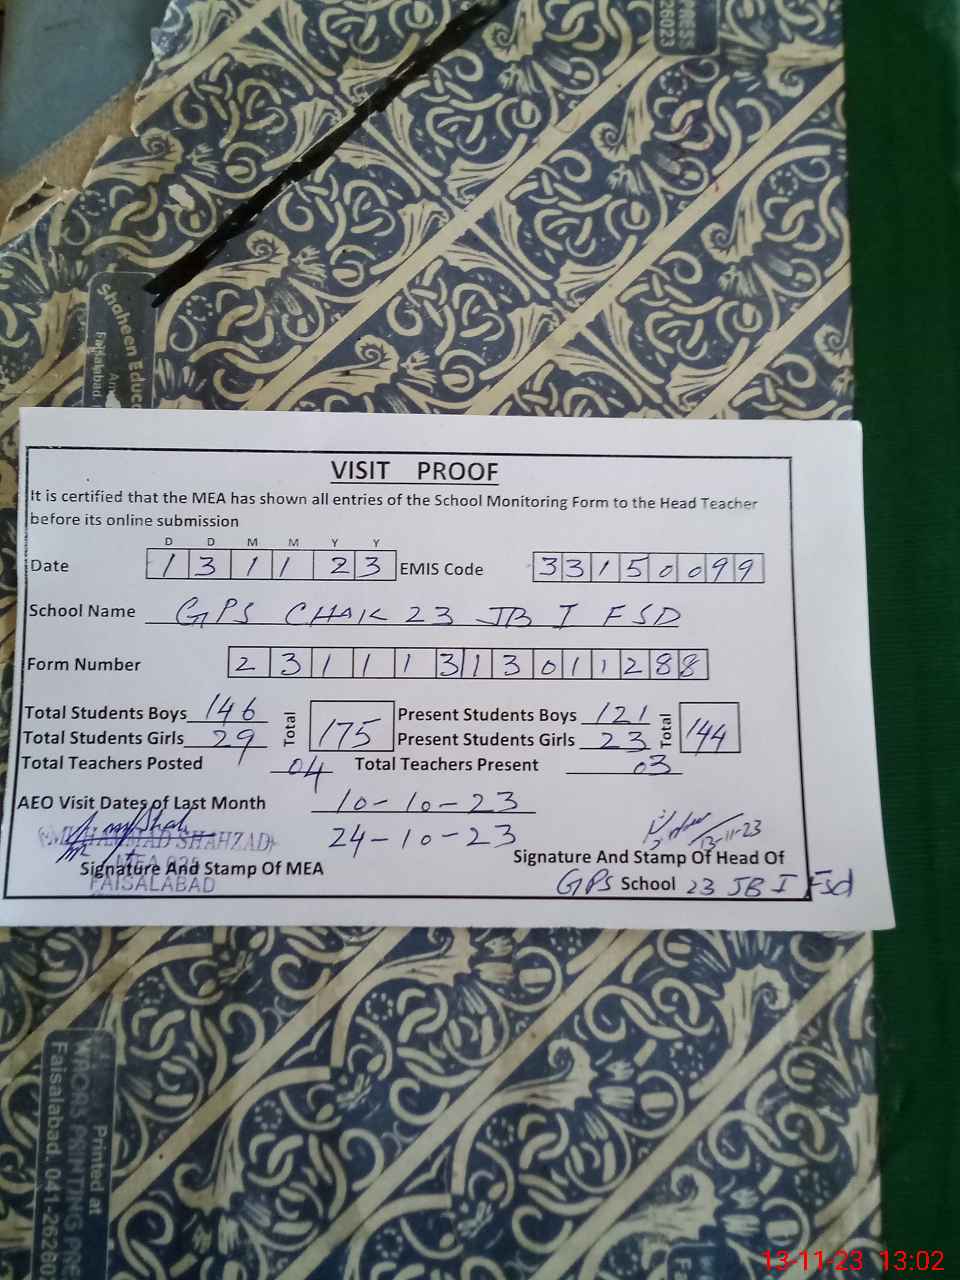 PRESS
26023
Shaheen Educa
Faisalabad.
VISIT PROOF
It is certified that the MEA has shown all entries of the School Monitoring Form to the Head Teacher
before its online submission
D D M M Y Y
Date 1 3 1 1 2 3 EMIS Code 3 3 1 5 0 0 9 9
School Name GPS CHAK 23 JB I FSD
Form Number 2 3 1 1 1 3 1 3 0 1 1 2 8 8
Total Students Boys 146 Total 175 Present Students Boys 121 Total 144
Total Students Girls 29 Present Students Girls 23
Total Teachers Posted 04 Total Teachers Present 03
AEO Visit Dates of Last Month 10-10-23
24-10-23
MUHAMMAD SHAHZAD
13-11-23
Signature And Stamp Of MEA
FAISALABAD
Signature And Stamp Of Head Of
GPS School 23 JB I Fsd
Printed at
PRINTING PRE
Faisalabad. 041-26260
13-11-23 13:02